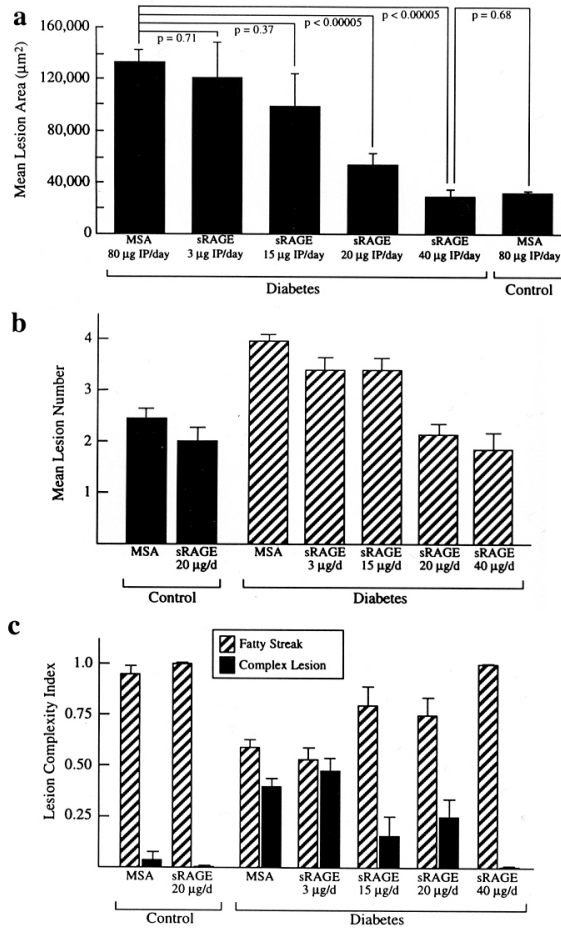 a
p = 0.71
p = 0.37
p < 0.00005
p < 0.00005
p = 0.68
Mean Lesion Area (μm²)
160,000
120,000
80,000
40,000
0
MSA
80 μg IP/day
sRAGE
3 μg IP/day
sRAGE
15 μg IP/day
sRAGE
20 μg IP/day
sRAGE
40 μg IP/day
MSA
80 μg IP/day
Diabetes
Control
b
Mean Lesion Number
4
3
2
1
MSA
sRAGE
20 μg/d
MSA
sRAGE
3 μg/d
sRAGE
15 μg/d
sRAGE
20 μg/d
sRAGE
40 μg/d
Control
Diabetes
c
Fatty Streak
Complex Lesion
Lesion Complexity Index
1.0
0.75
0.50
0.25
MSA
sRAGE
20 μg/d
MSA
sRAGE
3 μg/d
sRAGE
15 μg/d
sRAGE
20 μg/d
sRAGE
40 μg/d
Control
Diabetes